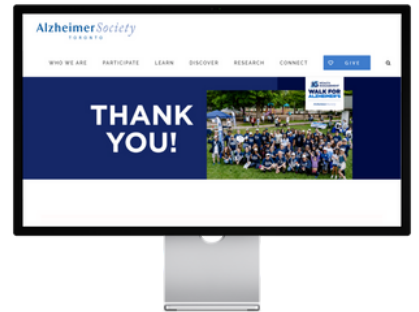 Alzheimer Society
TORONTO
WHO WE ARE PARTICIPATE LEARN DISCOVER RESEARCH CONNECT GIVE
WALK FOR
ALZHEIMER'S
THANK
YOU!